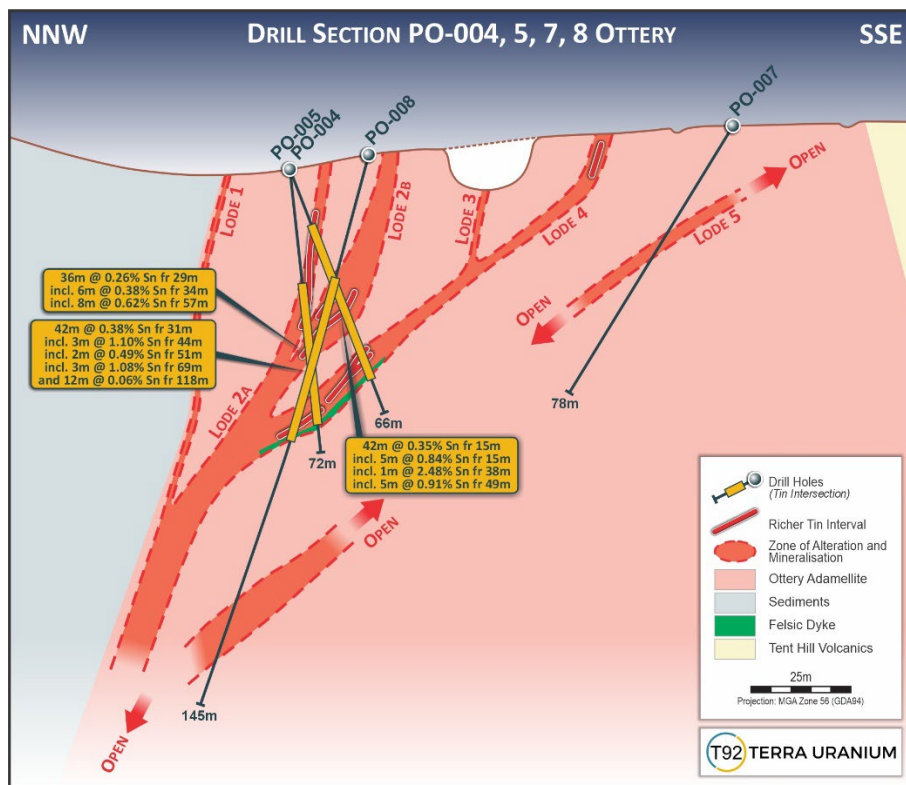 NNW
DRILL SECTION PO-004, 5, 7, 8 OTTERY
SSE
PO-005
PO-004
PO-008
PO-007
LODE 1
LODE 2B
LODE 3
LODE 4
OPEN
LODE 5
OPEN
36m @ 0.26% Sn fr 29m
incl. 6m @ 0.38% Sn fr 34m
incl. 8m @ 0.62% Sn fr 57m
42m @ 0.38% Sn fr 31m
incl. 3m @ 1.10% Sn fr 44m
incl. 2m @ 0.49% Sn fr 51m
incl. 3m @ 1.08% Sn fr 69m
and 12m @ 0.06% Sn fr 118m
LODE 2A
78m
66m
72m
42m @ 0.35% Sn fr 15m
incl. 5m @ 0.84% Sn fr 15m
incl. 1m @ 2.48% Sn fr 38m
incl. 5m @ 0.91% Sn fr 49m
OPEN
145m
OPEN
Drill Holes
(Tin Intersection)
Richer Tin Interval
Zone of Alteration and
Mineralisation
Ottery Adamellite
Sediments
Felsic Dyke
Tent Hill Volcanics
25m
Projection: MGA Zone 56 (GDA94)
T92 TERRA URANIUM